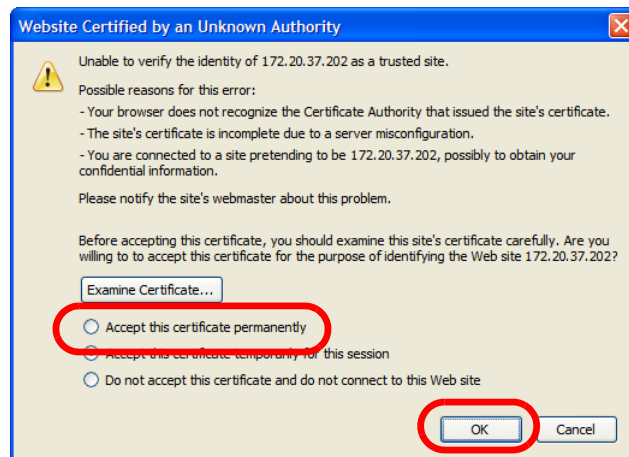 Website Certified by an Unknown Authority
Unable to verify the identity of 172.20.37.202 as a trusted site.
Possible reasons for this error:
- Your browser does not recognize the Certificate Authority that issued the site's certificate.
- The site's certificate is incomplete due to a server misconfiguration.
- You are connected to a site pretending to be 172.20.37.202, possibly to obtain your
confidential information.
Please notify the site's webmaster about this problem.
Before accepting this certificate, you should examine this site's certificate carefully. Are you
willing to to accept this certificate for the purpose of identifying the Web site 172.20.37.202?
Examine Certificate...
Accept this certificate permanently
Accept this certificate temporarily for this session
Do not accept this certificate and do not connect to this Web site
OK Cancel